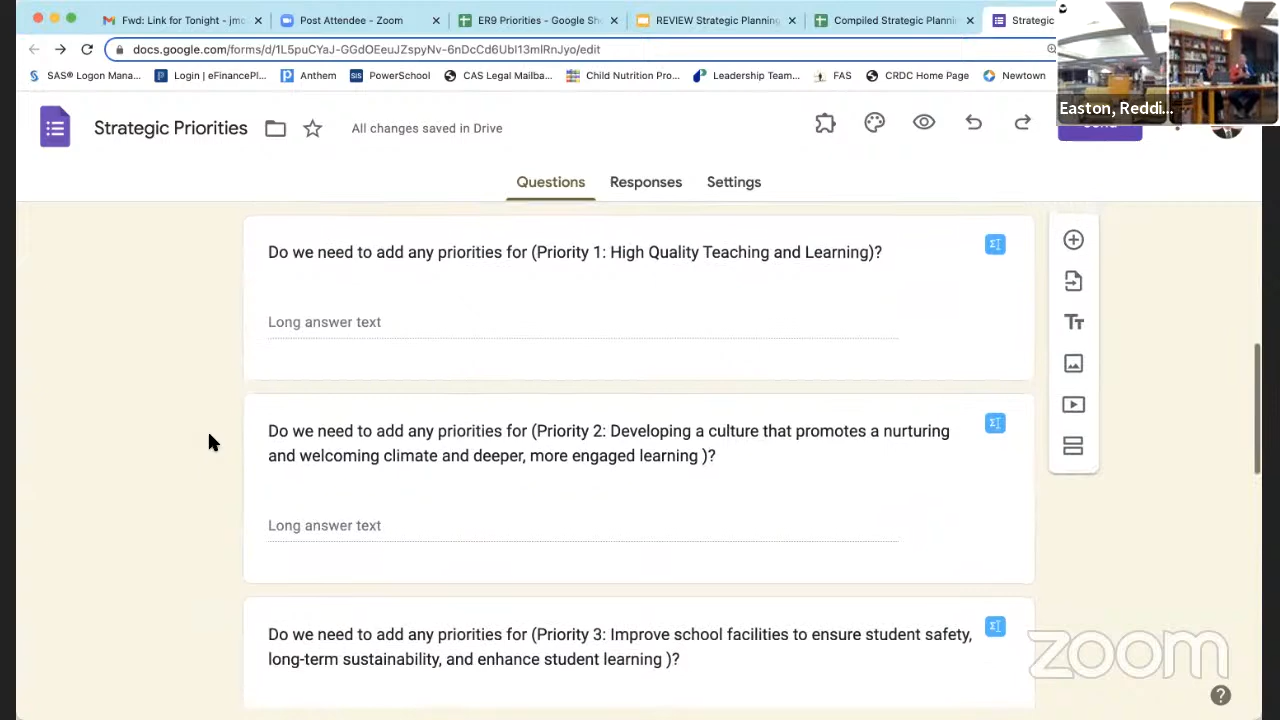 Fwd: Link for Tonight - jmc
Post Attendee - Zoom
ER9 Priorities - Google She
REVIEW Strategic Planning
Compiled Strategic Plannin
Strategic
docs.google.com/forms/d/
SAS® Logon Mana...
Login | eFinancePl...
Anthem
SIS
PowerSchool
CAS Legal Mailba...
Child Nutrition Pro...
Leadership Team...
FAS
CRDC Home Page
Newtown
Easton, Reddi...
Strategic Priorities
All changes saved in Drive
Questions
Responses
Settings
Do we need to add any priorities for (Priority 1: High Quality Teaching and Learning)?
Long answer text
Do we need to add any priorities for (Priority 2: Developing a culture that promotes a nurturing
and welcoming climate and deeper, more engaged learning )?
Long answer text
Do we need to add any priorities for (Priority 3: Improve school facilities to ensure student safety,
long-term sustainability, and enhance student learning )?
zoom